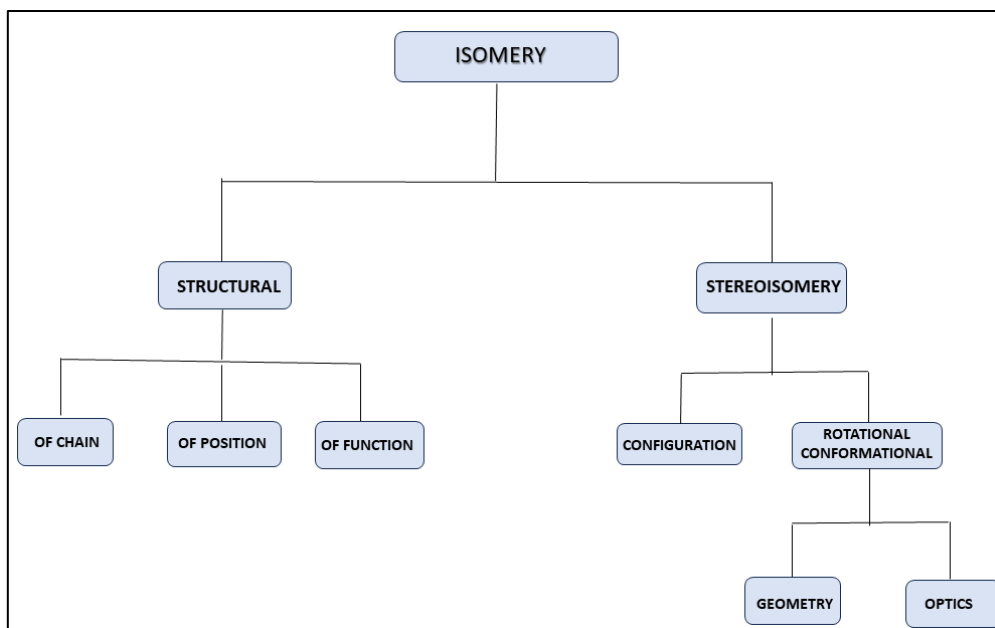 ISOMERY
STRUCTURAL
STEREOISOMERY
OF CHAIN
OF POSITION
OF FUNCTION
CONFIGURATION
ROTATIONAL
CONFORMATIONAL
GEOMETRY
OPTICS